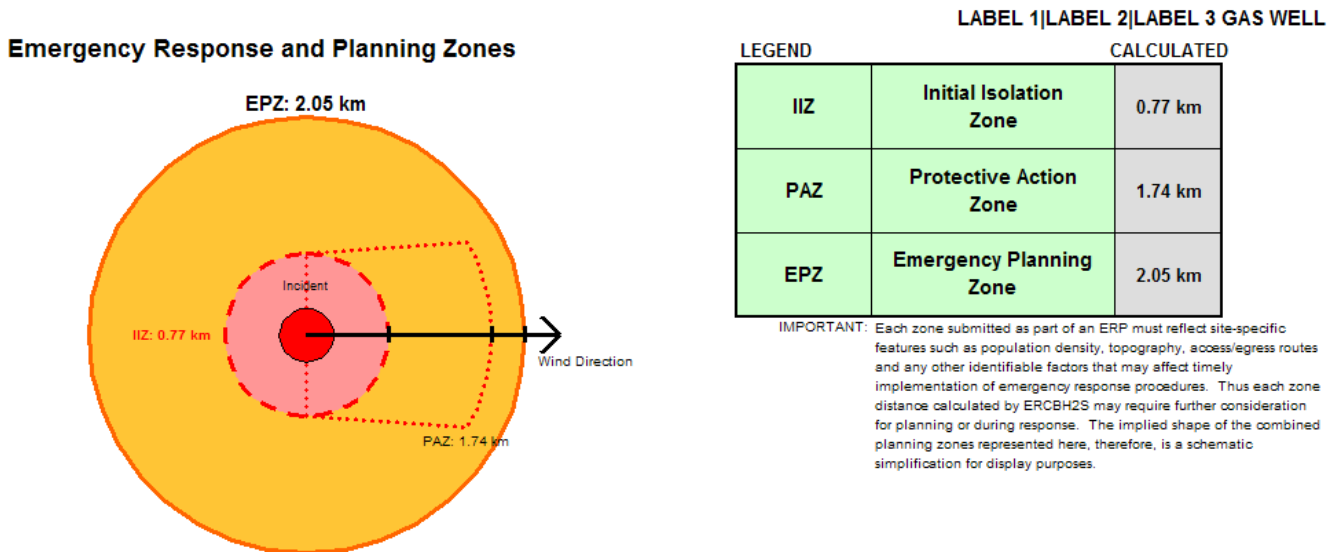 LABEL 1|LABEL 2|LABEL 3 GAS WELL
Emergency Response and Planning Zones
LEGEND
CALCULATED
EPZ: 2.05 km
Incident
IIZ: 0.77 km
Wind Direction
PAZ: 1.74 km
IIZ
Initial Isolation
Zone
0.77 km
PAZ
Protective Action
Zone
1.74 km
EPZ
Emergency Planning
Zone
2.05 km
IMPORTANT: Each zone submitted as part of an ERP must reflect site-specific
features such as population density, topography, access/egress routes
and any other identifiable factors that may affect timely
implementation of emergency response procedures. Thus each zone
distance calculated by ERCBH2S may require further consideration
for planning or during response. The implied shape of the combined
planning zones represented here, therefore, is a schematic
simplification for display purposes.